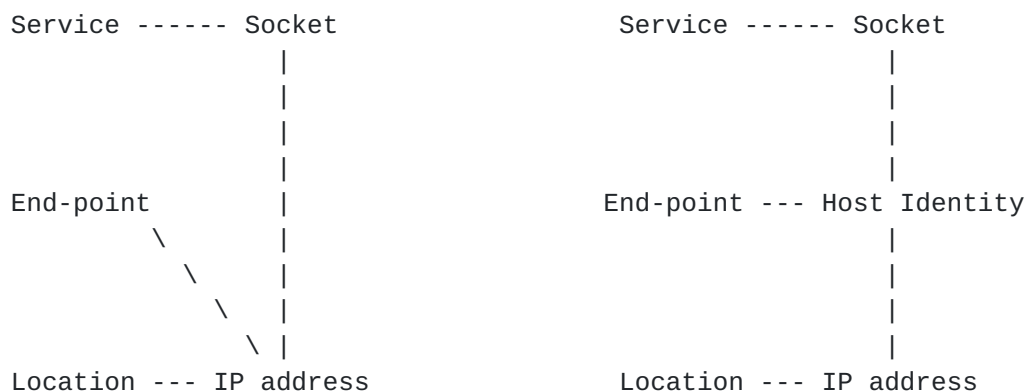 Service ------ Socket                  Service ------ Socket
                 |                                      |
                 |                                      |
                 |                                      |
                 |                                      |
End-point        |                    End-point --- Host Identity
         \       |                                      |
           \     |                                      |
             \   |                                      |
               \ |                                      |
Location --- IP address                Location --- IP address